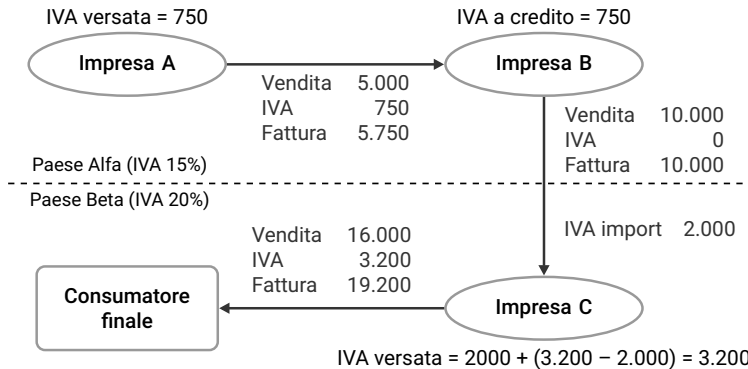 IVA versata = 750
IVA a credito = 750
Impresa A
Impresa B
Vendita 5.000
IVA 750
Fattura 5.750
Vendita 10.000
IVA 0
Fattura 10.000
Paese Alfa (IVA 15%)
Paese Beta (IVA 20%)
IVA import 2.000
Vendita 16.000
IVA 3.200
Fattura 19.200
Consumatore
finale
Impresa C
IVA versata = 2000 + (3.200 – 2.000) = 3.200